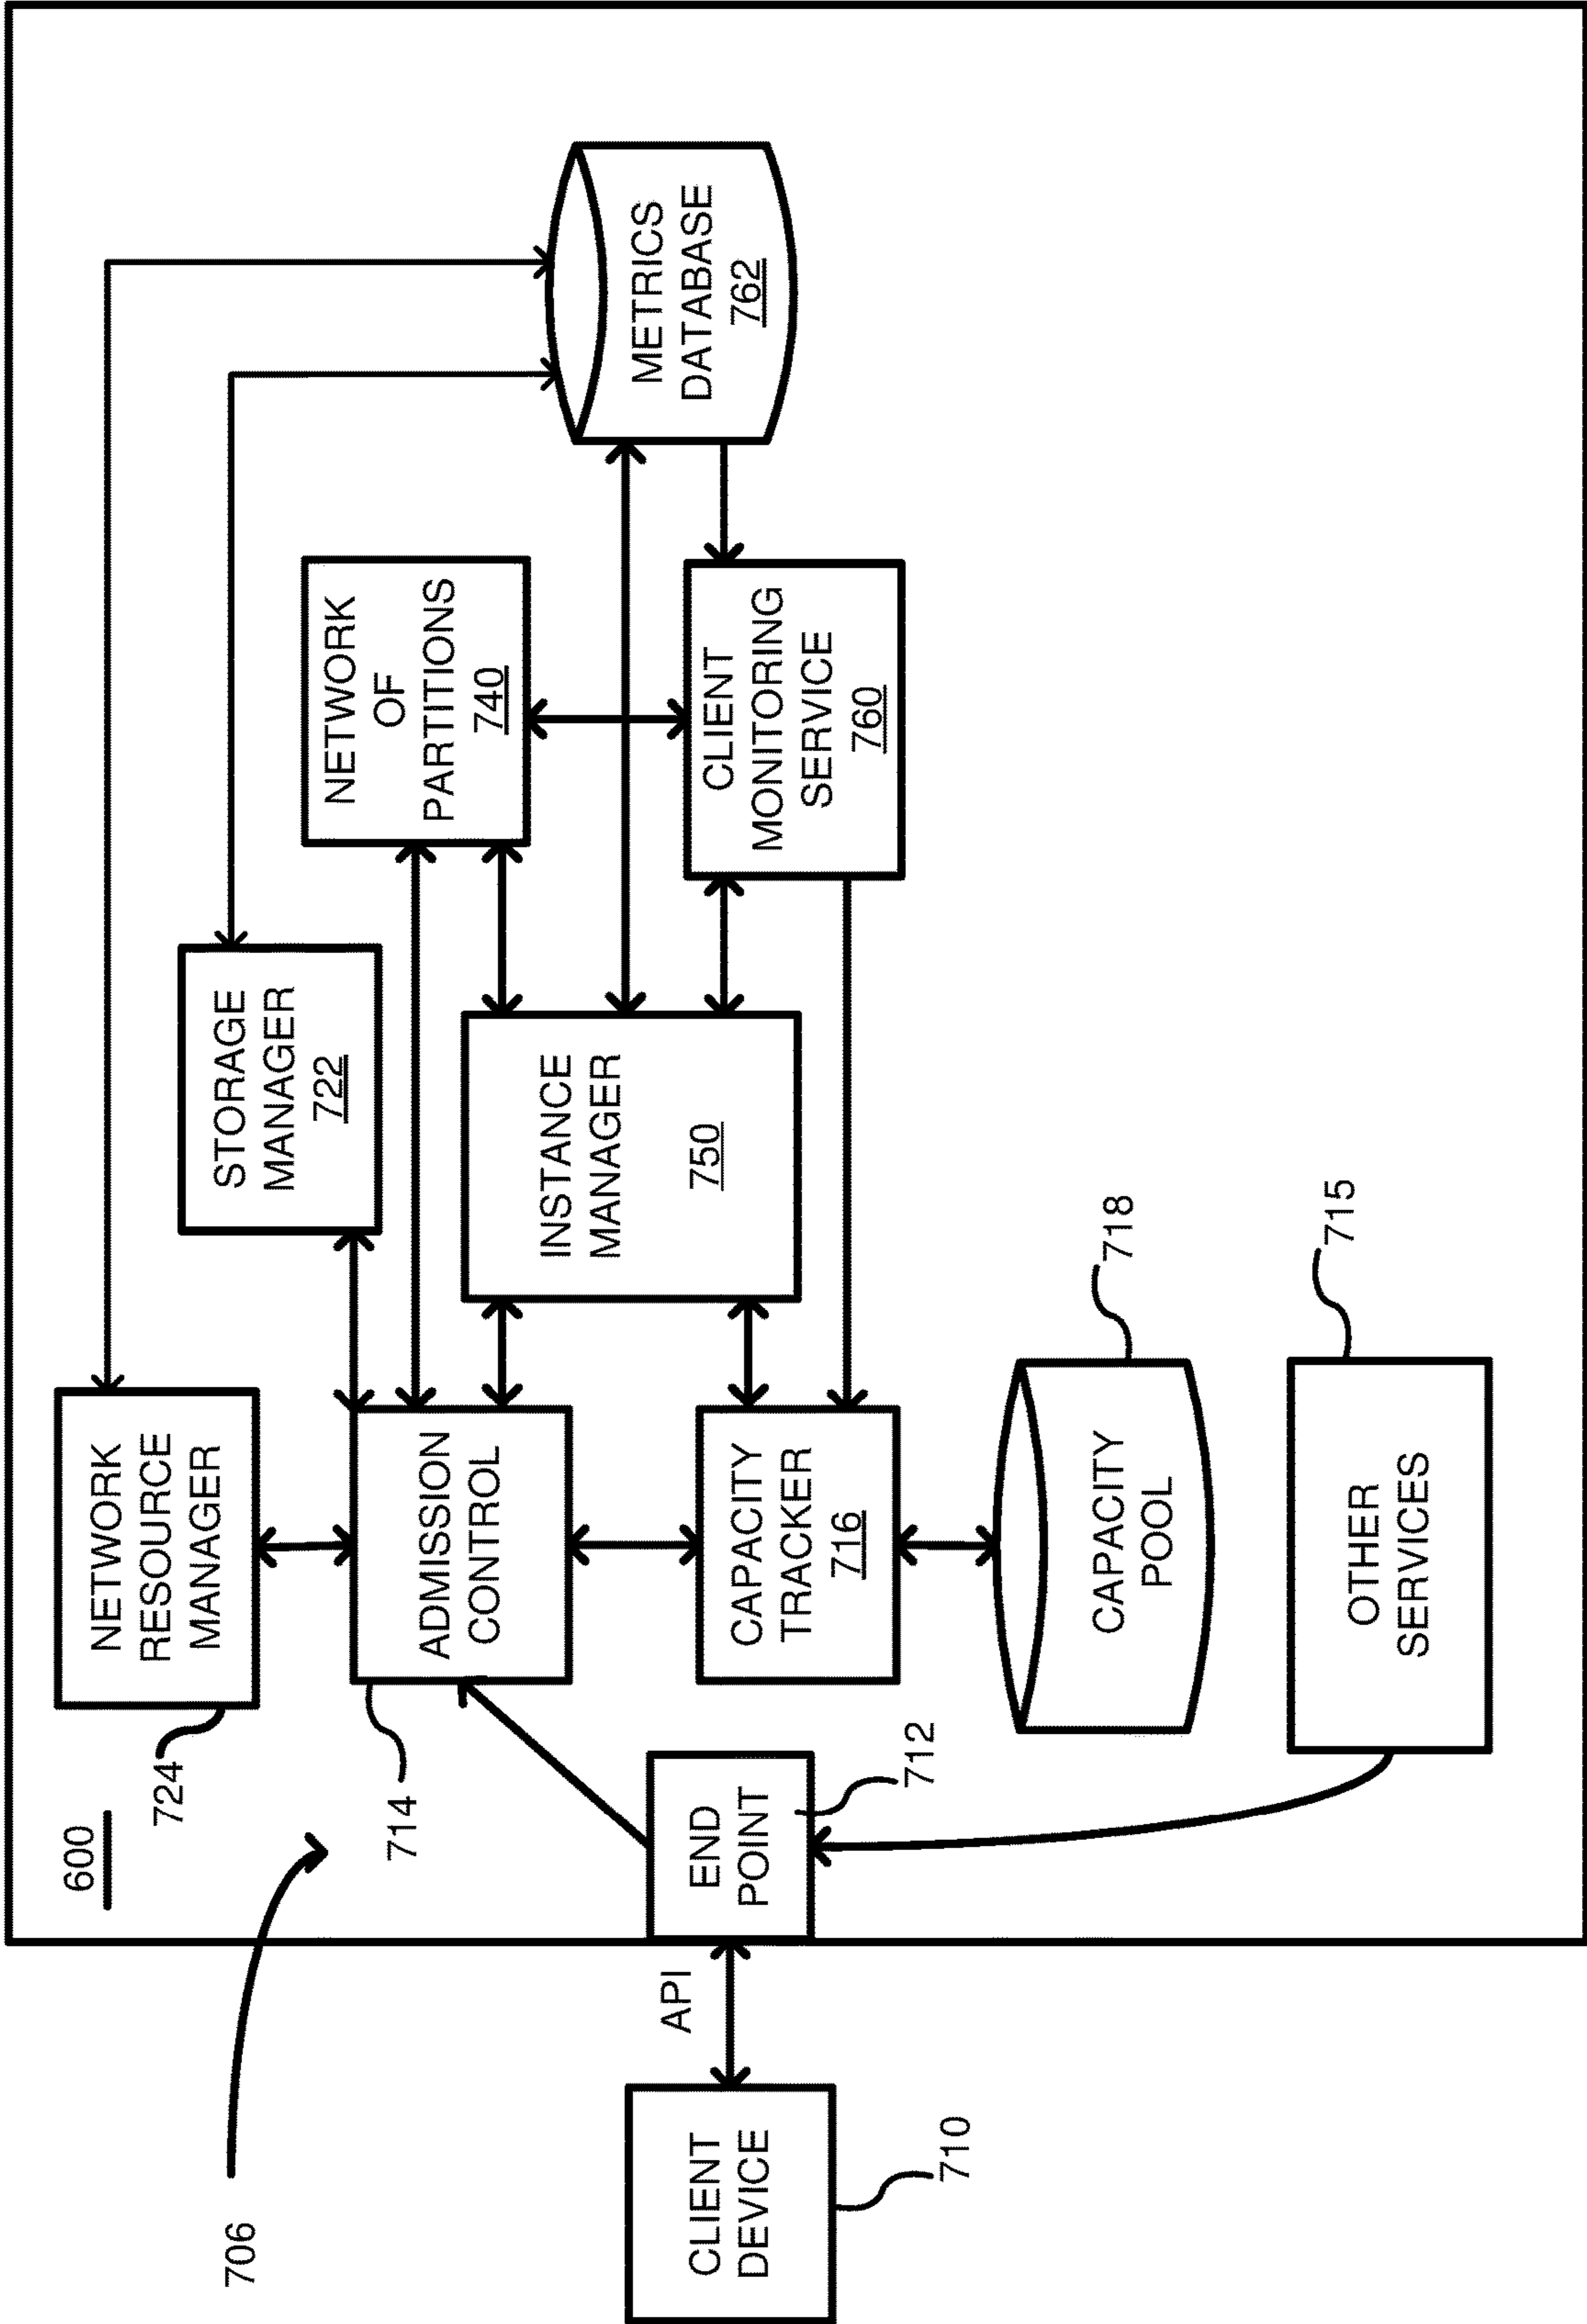 600
706
724
NETWORK
RESOURCE
MANAGER
STORAGE
MANAGER
722
714
ADMISSION
CONTROL
NETWORK
OF
PARTITIONS
740
INSTANCE
MANAGER
750
METRICS
DATABASE
762
CLIENT
DEVICE
710
API
END
POINT
712
CAPACITY
TRACKER
716
CLIENT
MONITORING
SERVICE
760
CAPACITY
POOL
718
OTHER
SERVICES
715